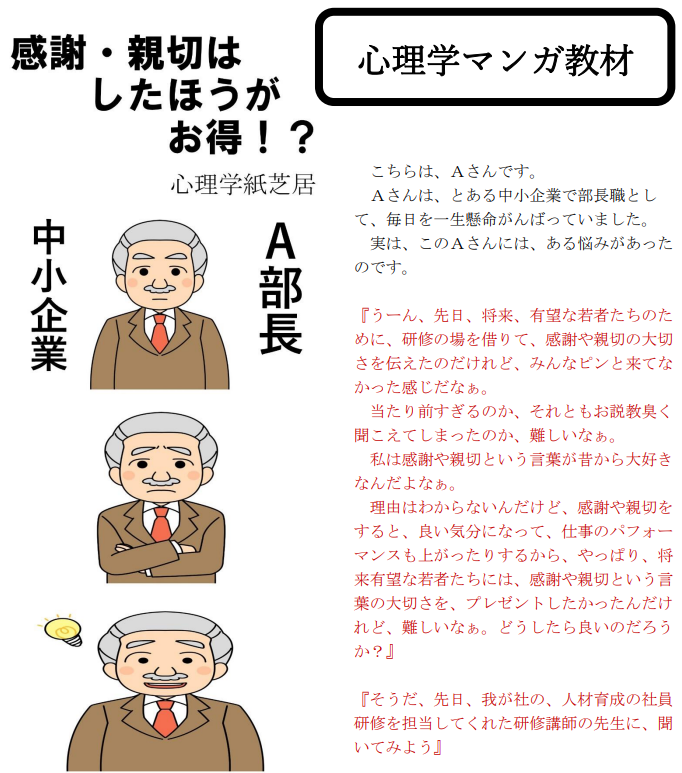 感謝・親切は
したほうが
お得！？
心理学紙芝居
中小企業
A部長
心理学マンガ教材
こちらは、Ａさんです。
Ａさんは、とある中小企業で部長職とし
て、毎日を一生懸命がんばっていました。
実は、このＡさんには、ある悩みがあった
のです。
『うーん、先日、将来、有望な若者たちのた
めに、研修の場を借りて、感謝や親切の大切
さを伝えたのだけれど、みんなピンと来てな
かった感じだなぁ。
当たり前すぎるのか、それともお説教臭く
聞こえてしまったのか、難しいなぁ。
私は感謝や親切という言葉が昔から大好き
なんだよなぁ。
理由はわからないんだけど、感謝や親切を
すると、良い気分になって、仕事のパフォー
マンスも上がったりするから、やっぱり、将
来有望な若者たちには、感謝や親切という言
葉の大切さを、プレゼントしたかったんだけ
れど、難しいなぁ。どうしたら良いのだろう
か？』
『そうだ、先日、我が社の、人材育成の社員
研修を担当してくれた研修講師の先生に、聞
いてみよう』